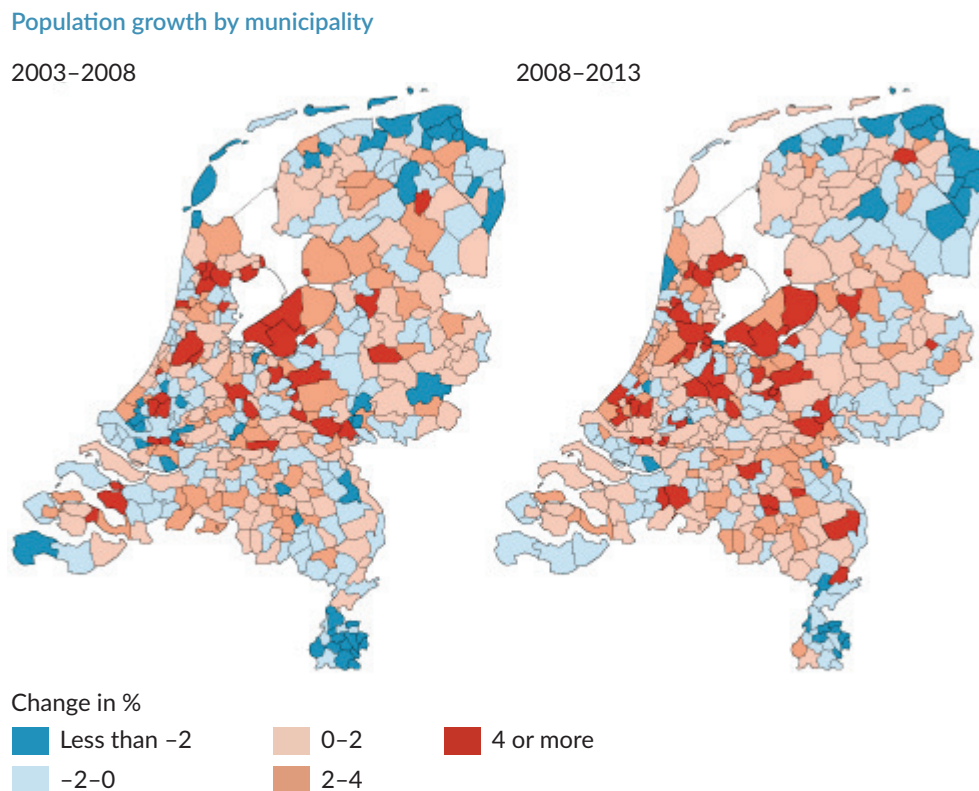 Population growth by municipality
2003–2008
2008–2013
Change in %
Less than –2
0–2
4 or more
–2–0
2–4